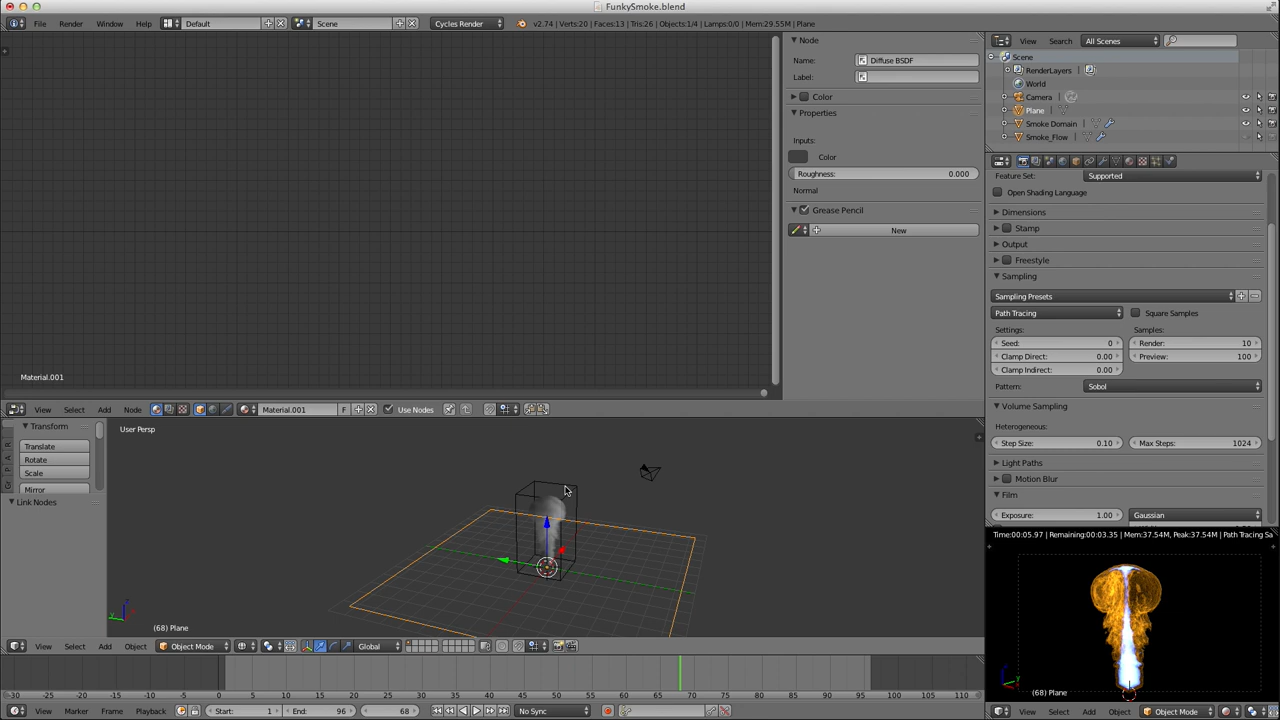 FunkySmoke.blend
File Render Window Help Default Scene Cycles Render v2.74 | Verts:20 | Faces:13 | Tris:26 | Objects:1/4 | Lamps:0/0 | Mem:29.55M | Plane
View Search All Scenes
Scene
RenderLayers
World
Camera
Plane
Smoke Domain
Smoke_Flow
Node
Name: Diffuse BSDF
Label:
Color
Properties
Inputs:
Color
Roughness: 0.000
Normal
Grease Pencil
New
Feature Set: Supported
Open Shading Language
Dimensions
Stamp
Output
Freestyle
Sampling
Sampling Presets
Path Tracing Square Samples
Settings: Samples:
Seed: 0 Render: 10
Clamp Direct: 0.00 Preview: 100
Clamp Indirect: 0.00
Pattern: Sobol
Volume Sampling
Heterogeneous:
Step Size: 0.10 Max Steps: 1024
Light Paths
Motion Blur
Film
Exposure: 1.00 Gaussian
Material.001
View Select Add Node Material.001 F Use Nodes
Transform
Translate
Rotate
Scale
Mirror
Link Nodes
User Persp
(68) Plane
View Select Add Object Object Mode Global
Time:00:05.97 | Remaining:00:03.35 | Mem:37.54M, Peak:37.54M | Path Tracing Sa
(68) Plane
-30 -25 -20 -15 -10 -5 0 5 10 15 20 25 30 35 40 45 50 55 60 65 70 75 80 85 90 95 100 105 110
View Marker Frame Playback Start: 1 End: 96 68 No Sync
View Select Add Object Object Mode